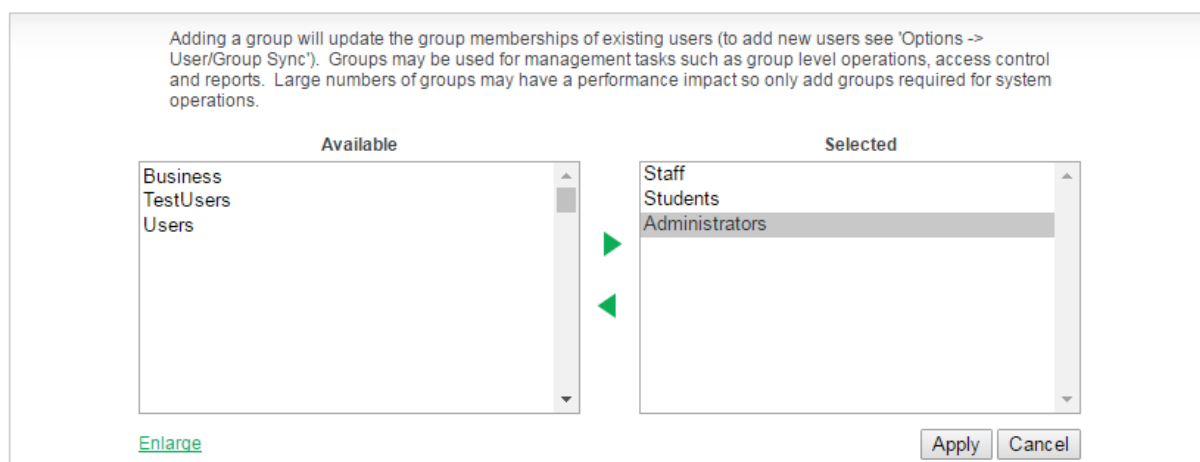 Adding a group will update the group memberships of existing users (to add new users see 'Options ->
User/Group Sync').  Groups may be used for management tasks such as group level operations, access control
and reports.  Large numbers of groups may have a performance impact so only add groups required for system
operations.
Available
Selected
Business
TestUsers
Users
Staff
Students
Administrators
Enlarge
Apply
Cancel